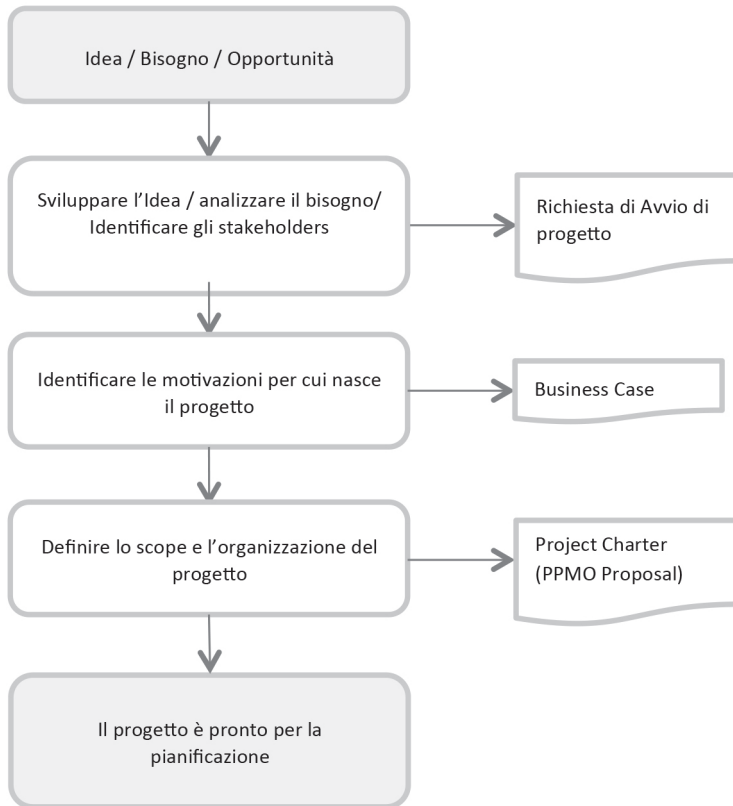 Idea / Bisogno / Opportunità
Sviluppare l’Idea / analizzare il bisogno/
Identificare gli stakeholders
Richiesta di Avvio di
progetto
Identificare le motivazioni per cui nasce
il progetto
Business Case
Definire lo scope e l’organizzazione del
progetto
Project Charter
(PPMO Proposal)
Il progetto è pronto per la
pianificazione